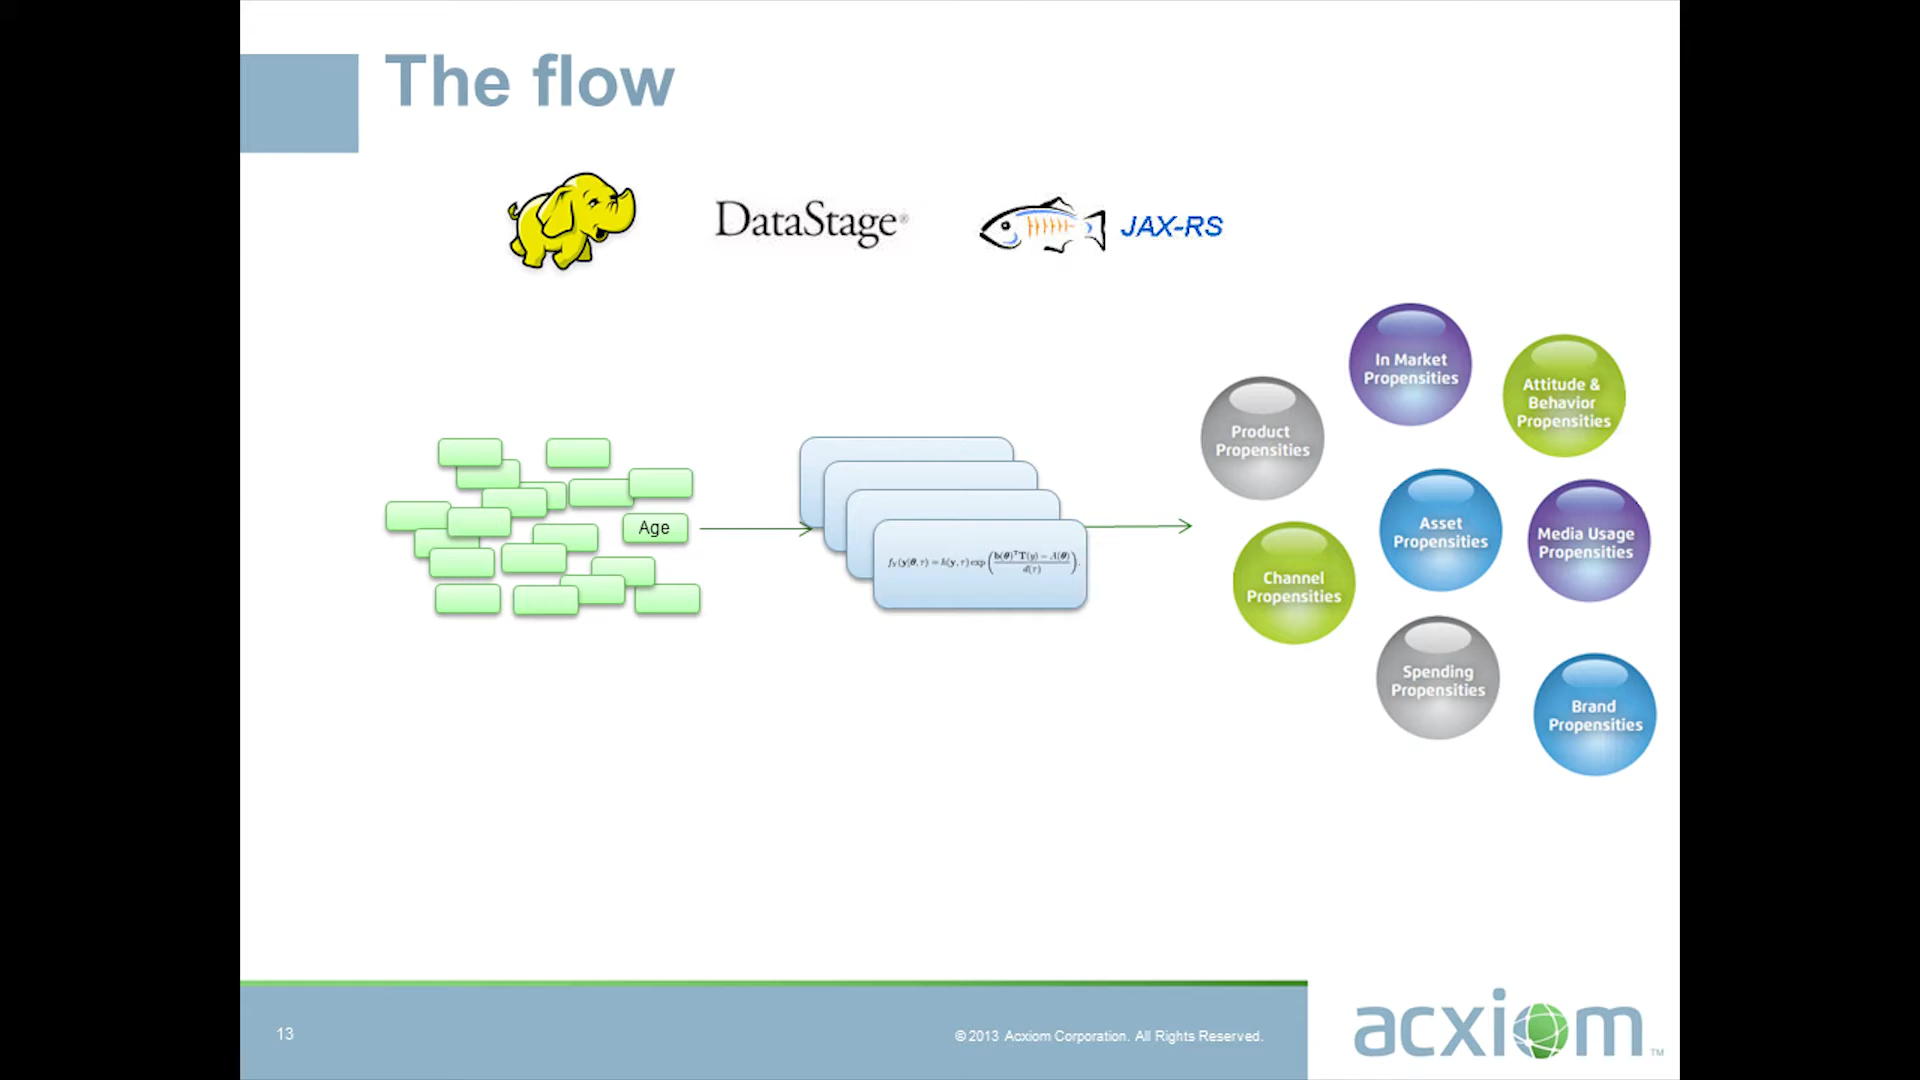 The flow
DataStage®
JAX-RS
In Market
Propensities
Attitude &
Behavior
Propensities
Product
Propensities
Asset
Propensities
Media Usage
Propensities
Age
Channel
Propensities
Spending
Propensities
Brand
Propensities
13
© 2013 Acxiom Corporation. All Rights Reserved.
acxiom™